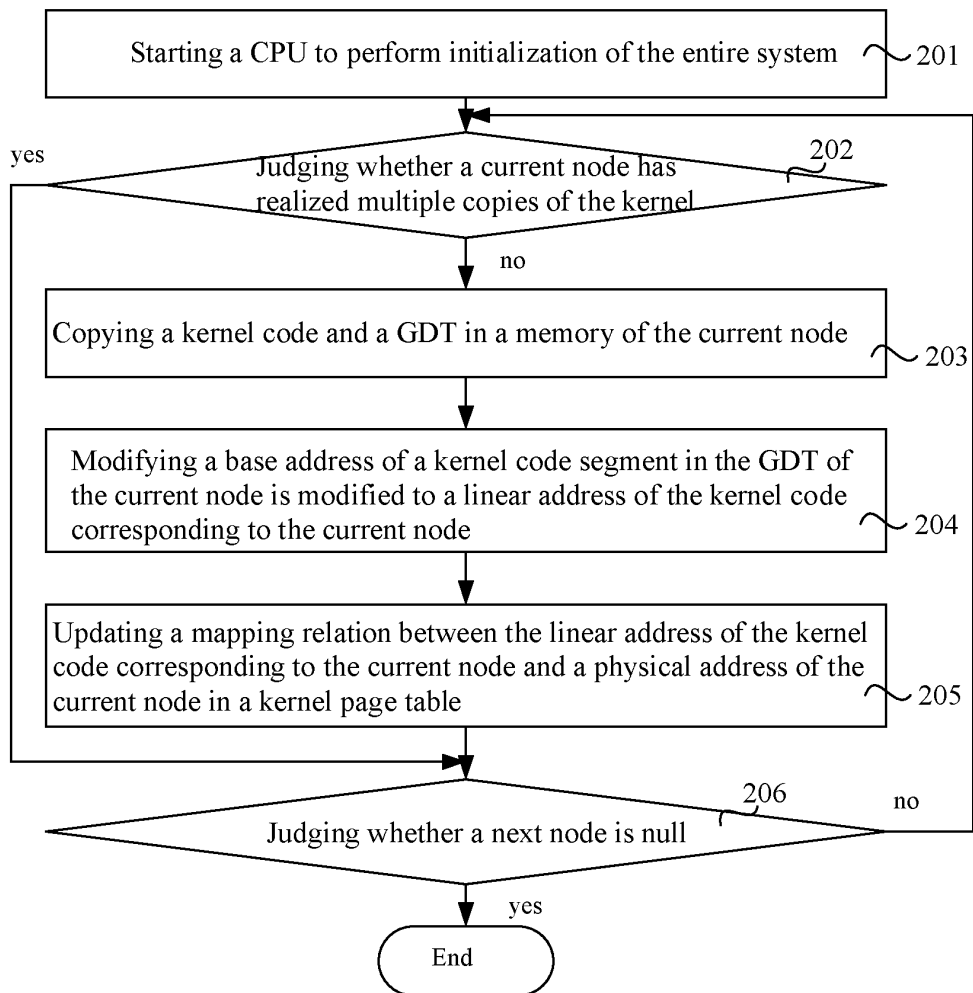 Starting a CPU to perform initialization of the entire system
201
yes
202
Judging whether a current node has
realized multiple copies of the kernel
no
Copying a kernel code and a GDT in a memory of the current node
203
Modifying a base address of a kernel code segment in the GDT of
the current node is modified to a linear address of the kernel code
corresponding to the current node
204
Updating a mapping relation between the linear address of the kernel
code corresponding to the current node and a physical address of the
current node in a kernel page table
205
206
no
Judging whether a next node is null
yes
End